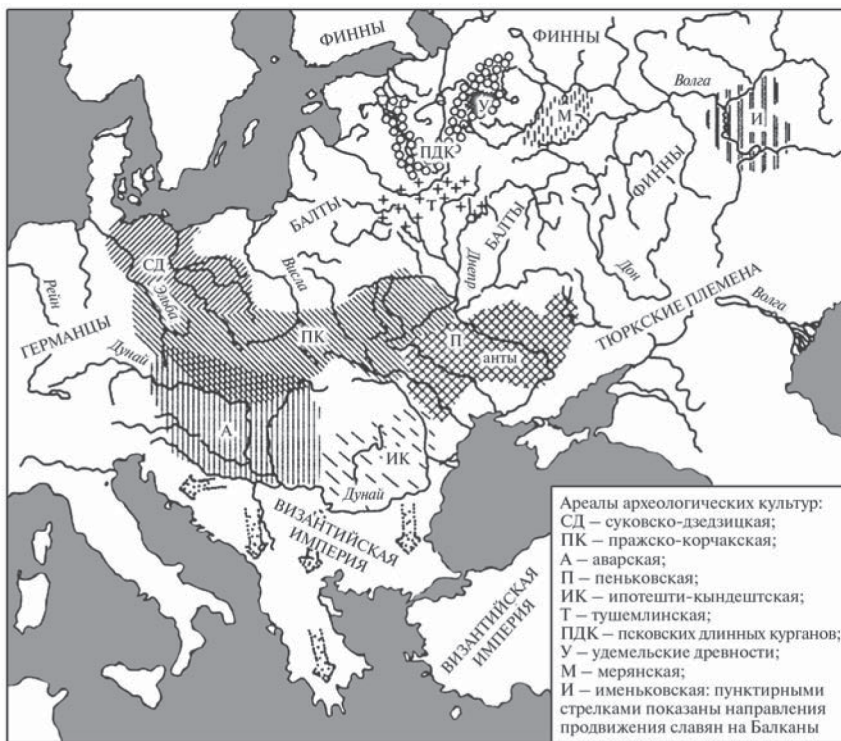 ФИННЫ
ФИННЫ
Волга
У
М
И
ПДК
ФИННЫ
БАЛТЫ
Т
БАЛТЫ
Днепр
Дон
СД
Эльба
Висла
Рейн
ТЮРКСКИЕ ПЛЕМЕНА
Волга
ГЕРМАНЦЫ
ПК
П
анты
Дунай
А
ИК
Дунай
ВИЗАНТИЙСКАЯ
ИМПЕРИЯ
ВИЗАНТИЙСКАЯ
ИМПЕРИЯ
Ареалы археологических культур:
СД – суковско-дзедзицкая;
ПК – пражско-корчакская;
А – аварская;
П – пеньковская;
ИК – ипотешти-кындештская;
Т – тушемлинская;
ПДК – псковских длинных курганов;
У – удемельские древности;
М – мерянская;
И – именьковская: пунктирными
стрелками показаны направления
продвижения славян на Балканы